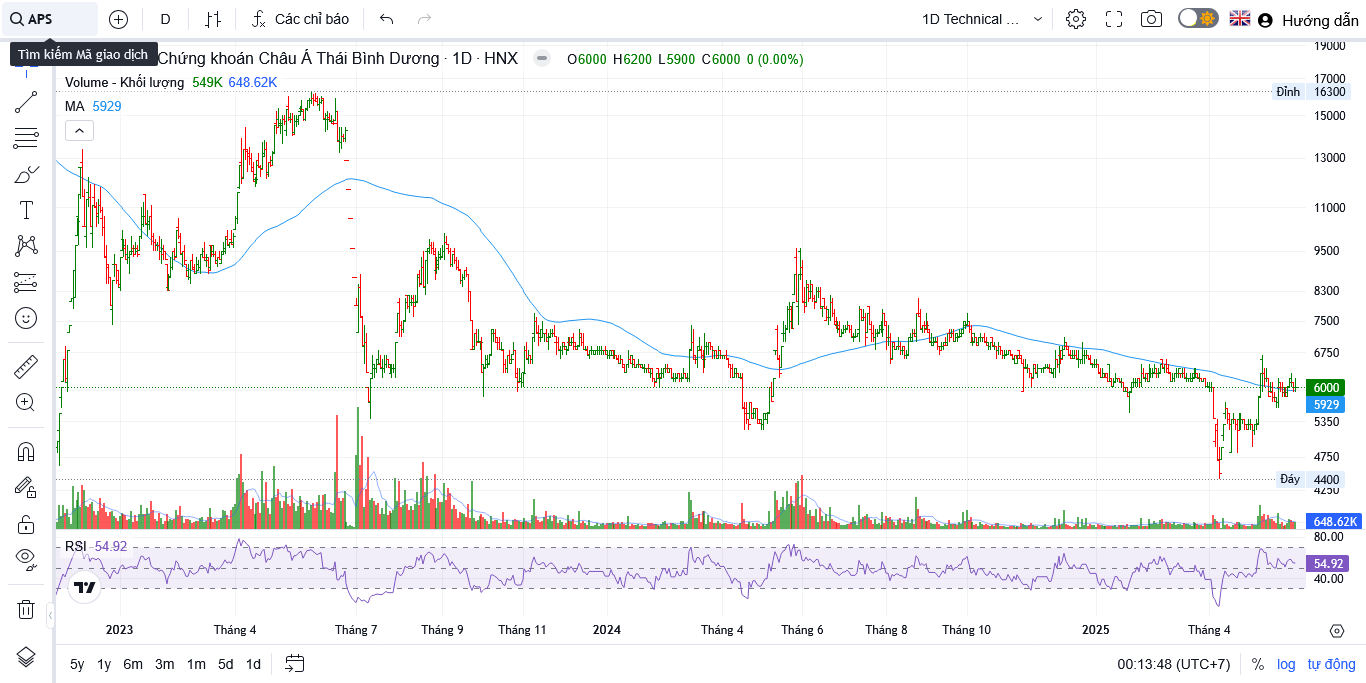 APS
D
Các chỉ báo
1D Technical ...
Hướng dẫn
Tìm kiếm Mã giao dịch
Chứng khoán Châu Á Thái Bình Dương · 1D · HNX
O6000 H6200 L5900 C6000 0 (0.00%)
Volume - Khối lượng 549K 648.62K
MA 5929
19000
17000
Đỉnh 16300
15000
13000
11000
9500
8300
7500
6750
6000
5929
5350
4750
Đáy 4400
4250
648.62K
80.00
RSI 54.92
54.92
40.00
2023 Tháng 4 Tháng 7 Tháng 9 Tháng 11 2024 Tháng 4 Tháng 6 Tháng 8 Tháng 10 2025 Tháng 4
5y 1y 6m 3m 1m 5d 1d
00:13:48 (UTC+7) % log tự động